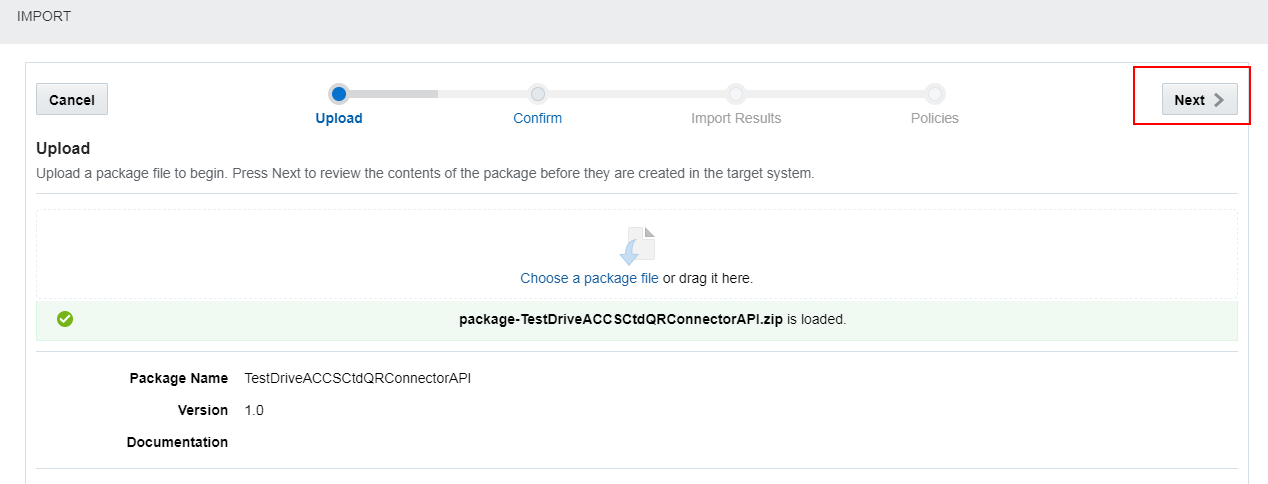 IMPORT
Cancel
Next
Upload
Confirm
Import Results
Policies
Upload
Upload a package file to begin. Press Next to review the contents of the package before they are created in the target system.
Choose a package file or drag it here.
package-TestDriveACCSCtdQRConnectorAPI.zip is loaded.
Package Name TestDriveACCSCtdQRConnectorAPI
Version 1.0
Documentation